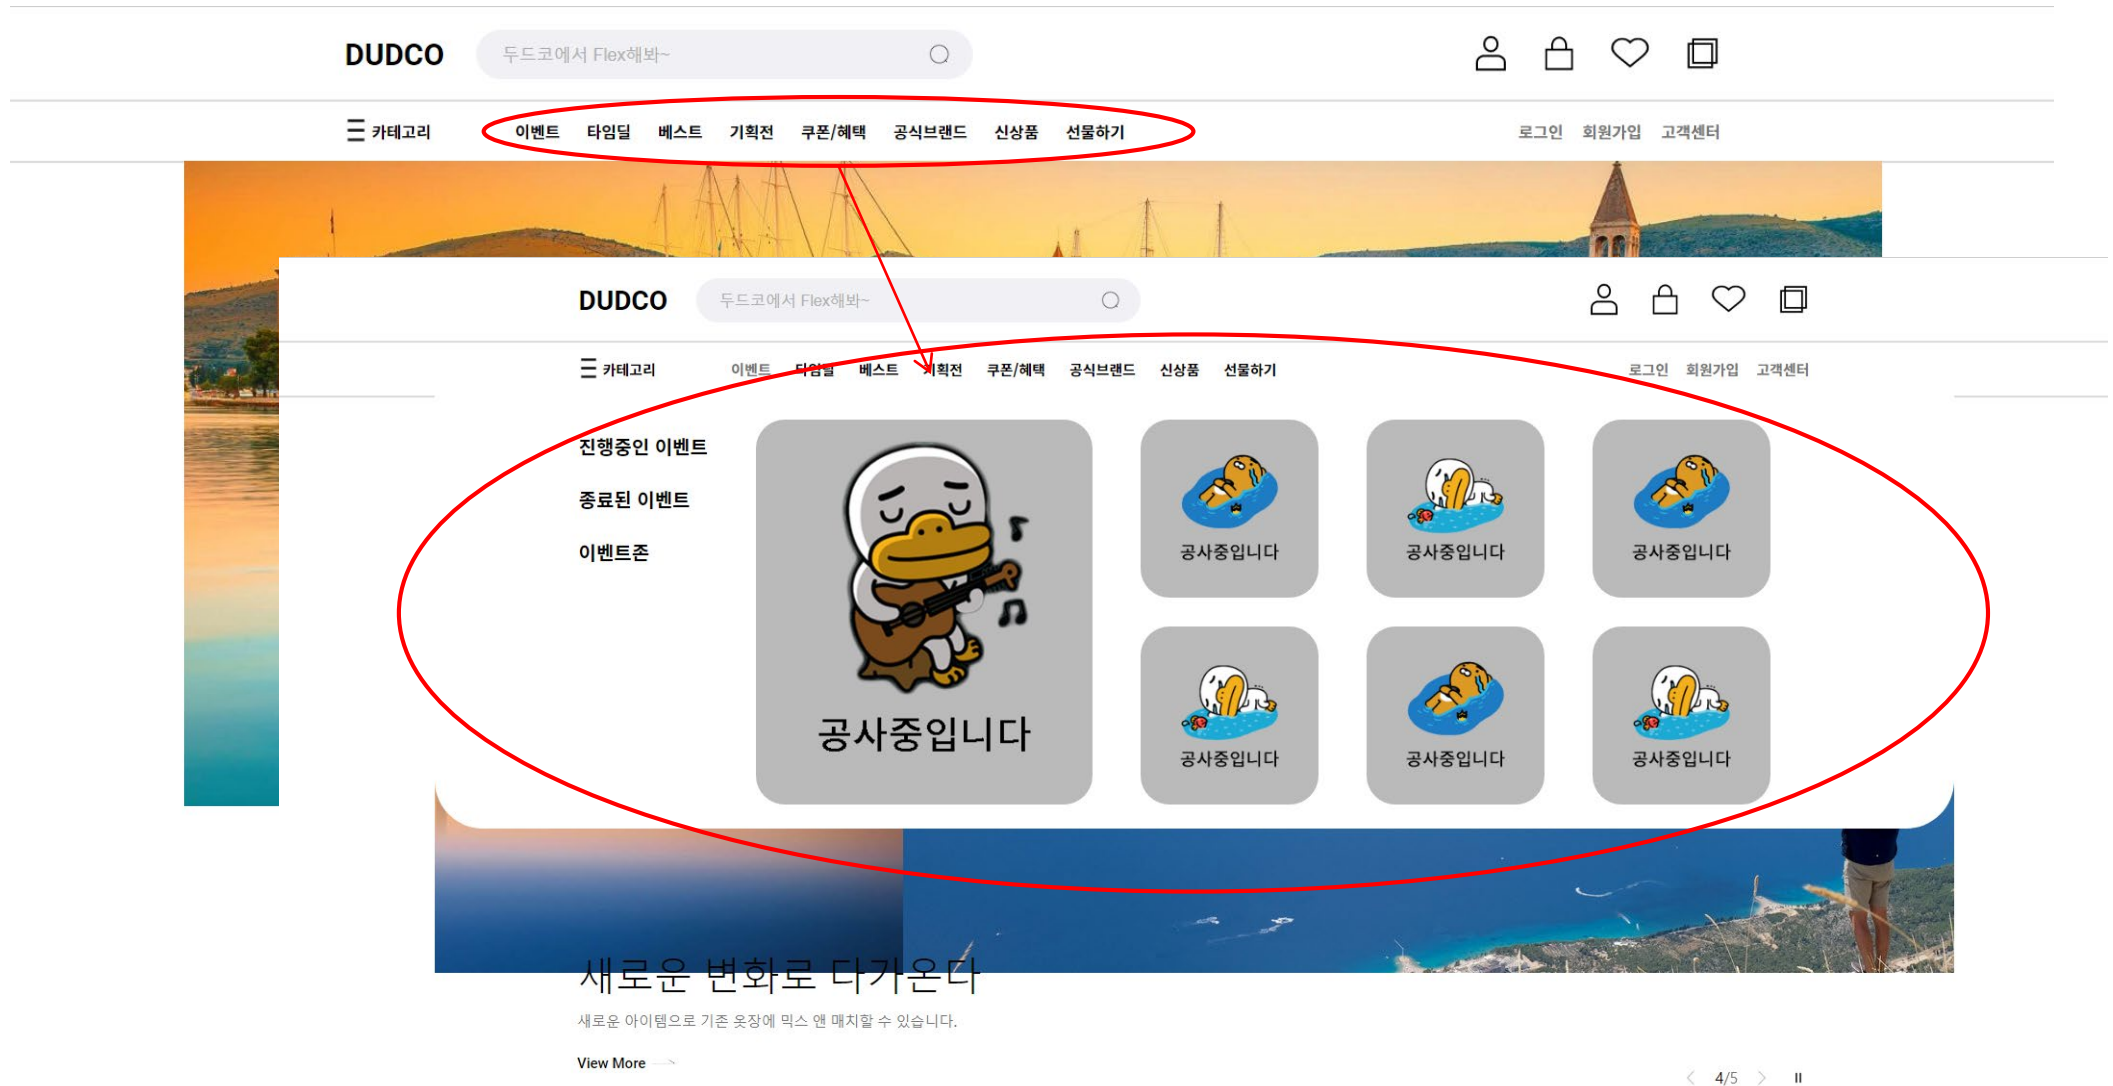 DUDCO 두드코에서 Flex해봐~
카테고리 이벤트 타임딜 베스트 기획전 쿠폰/혜택 공식브랜드 신상품 선물하기 로그인 회원가입 고객센터
DUDCO 두드코에서 Flex해봐~
카테고리 이벤트 타임딜 베스트 기획전 쿠폰/혜택 공식브랜드 신상품 선물하기 로그인 회원가입 고객센터
진행중인 이벤트
종료된 이벤트
이벤트존
공사중입니다
공사중입니다 공사중입니다 공사중입니다
공사중입니다 공사중입니다 공사중입니다
새로운 변화로 다가온다
새로운 아이템으로 기존 옷장에 믹스 앤 매치할 수 있습니다.
View More
4/5